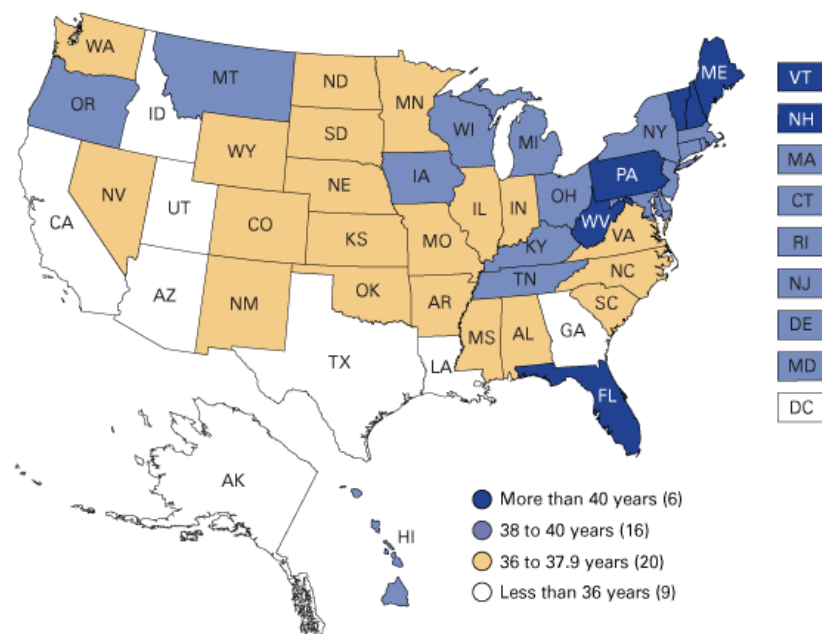 WA
MT
ND
MN
ME
OR
ID
SD
WI
MI
NY
WY
IA
PA
NE
NV
UT
CO
IL
IN
OH
WV
VA
CA
KS
MO
KY
NC
TN
AZ
NM
OK
AR
SC
MS
AL
GA
TX
LA
FL
AK
HI
VT
NH
MA
CT
RI
NJ
DE
MD
DC
More than 40 years (6)
38 to 40 years (16)
36 to 37.9 years (20)
Less than 36 years (9)